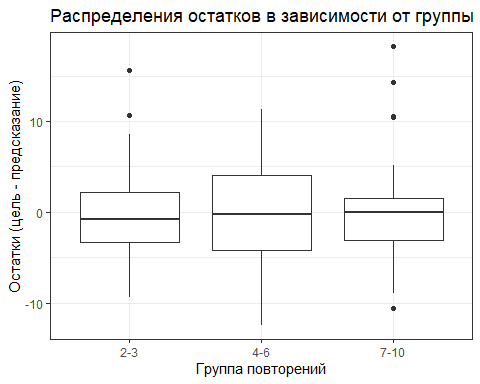 Распределения остатков в зависимости от группы
Остатки (цель - предсказание)
10
0
-10
2-3
4-6
7-10
Группа повторений